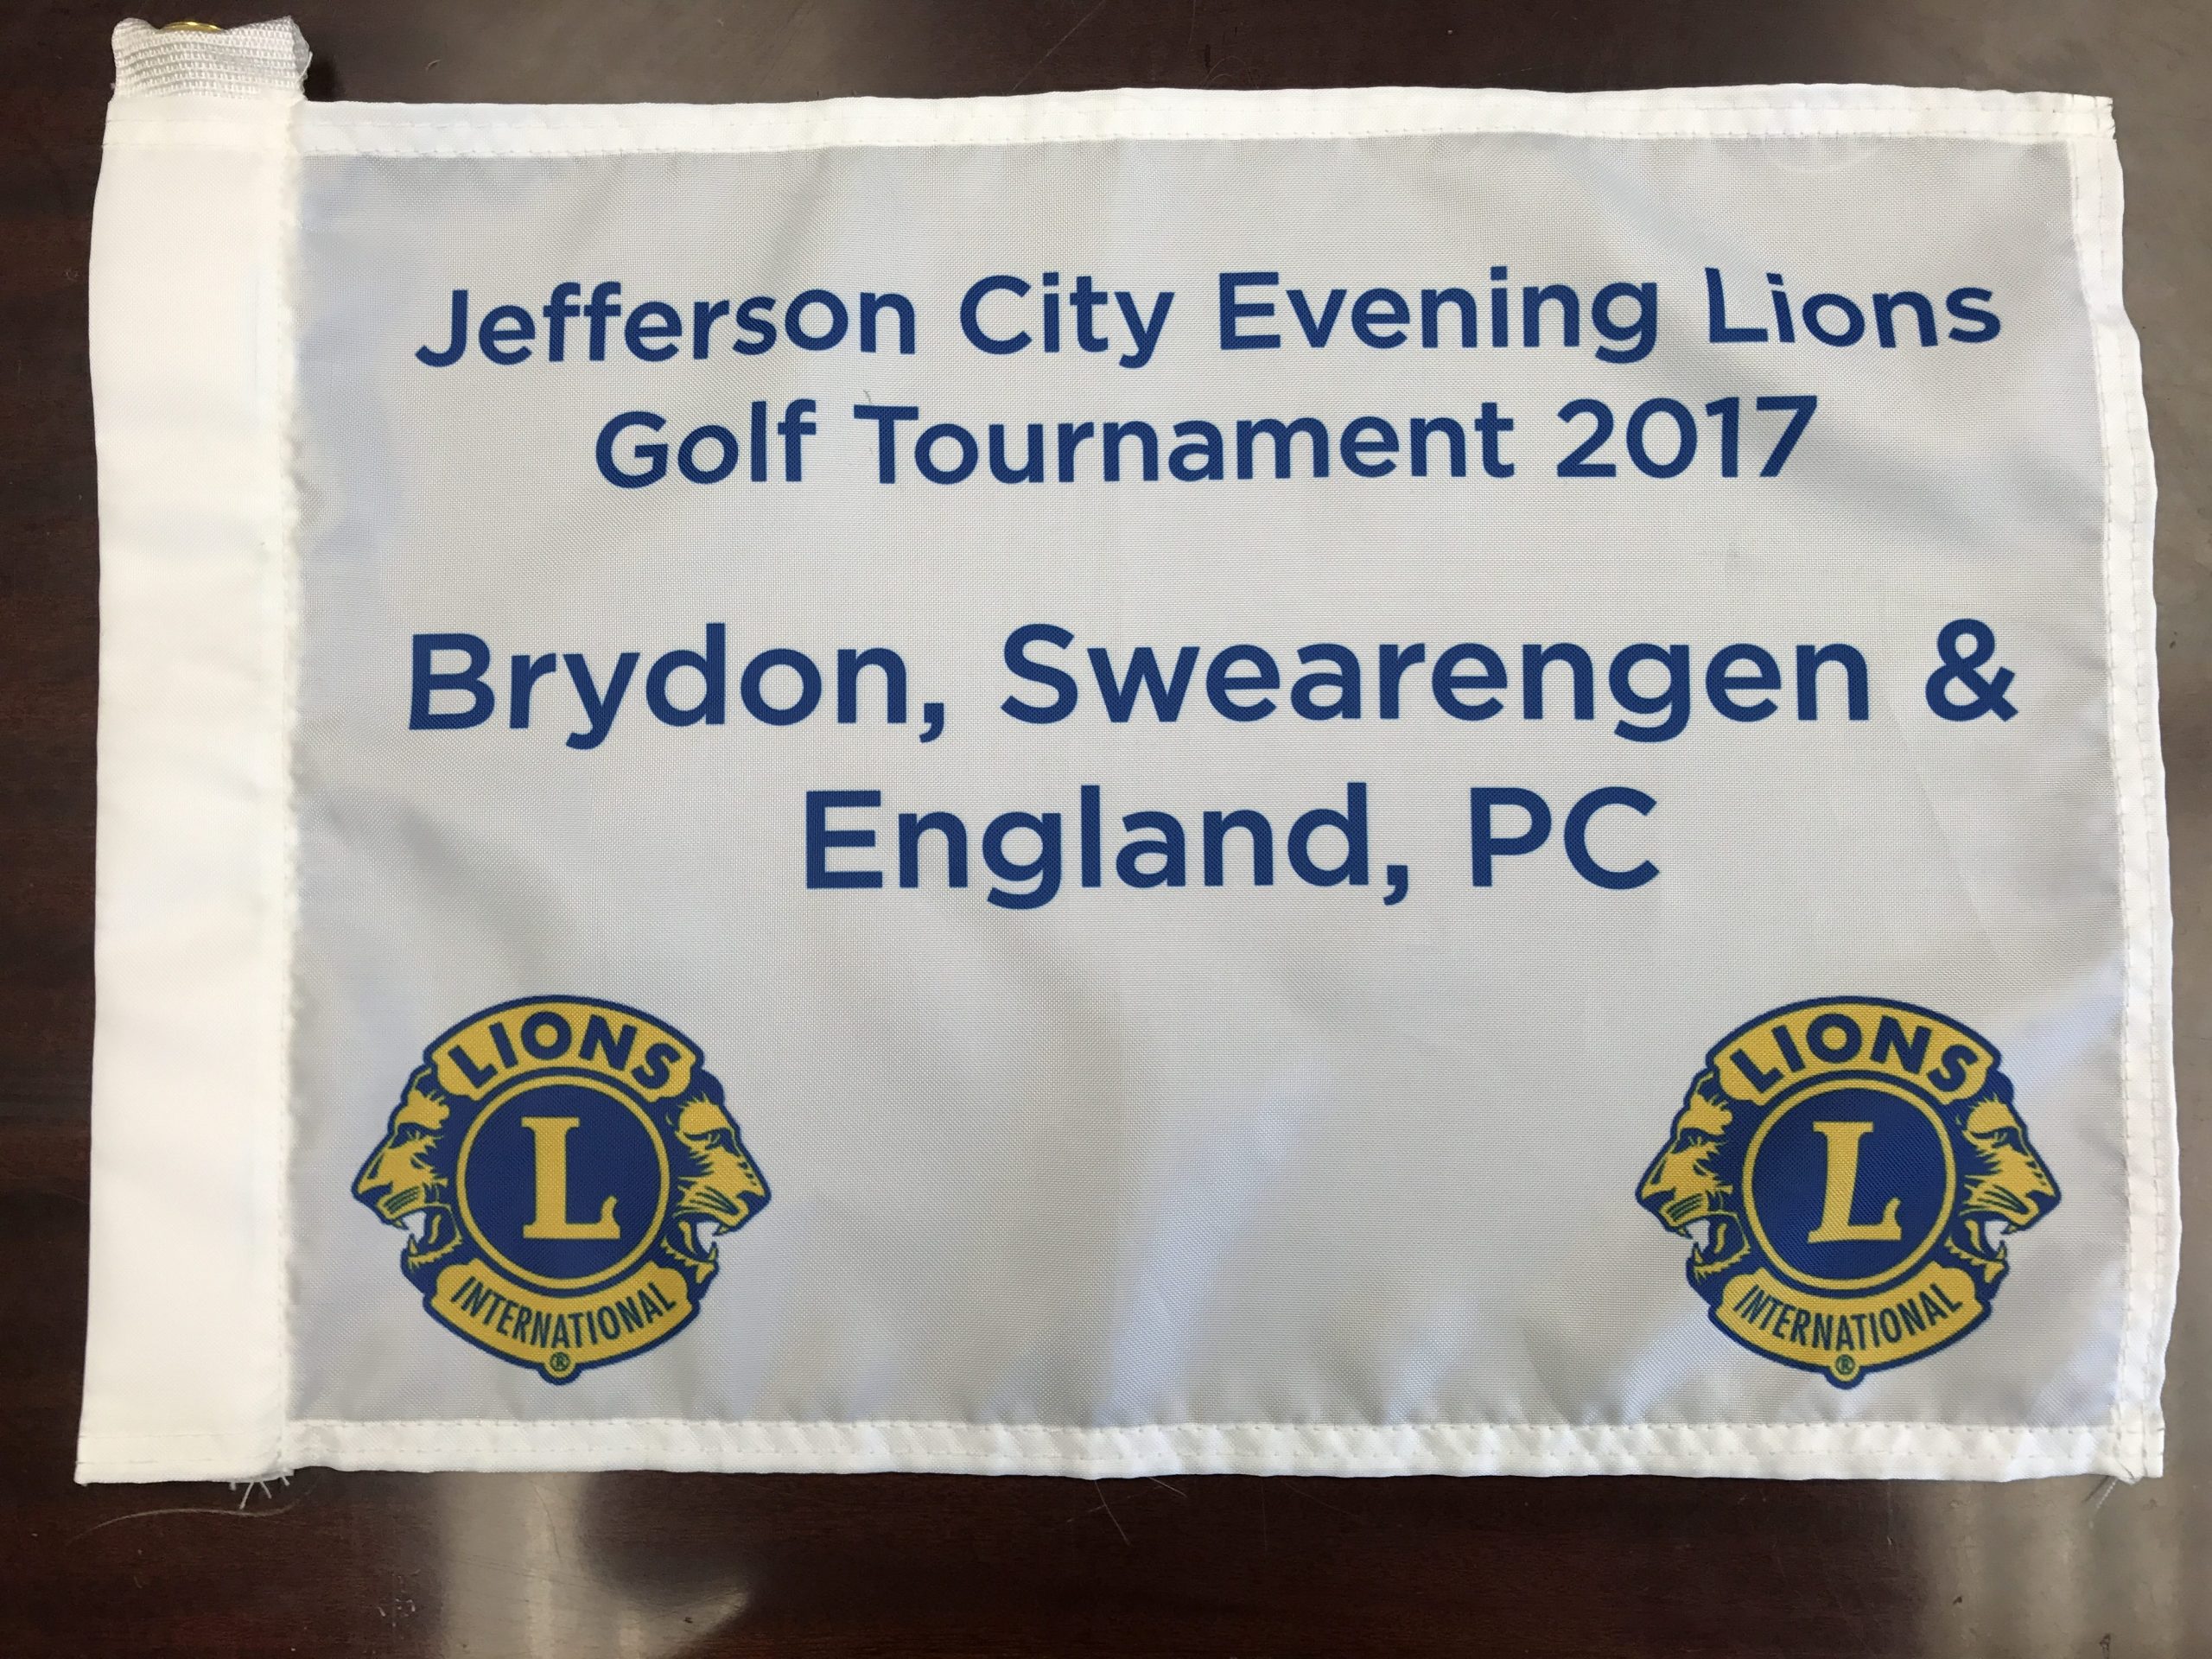 Jefferson City Evening Lions
Golf Tournament 2017
Brydon, Swearengen &
England, PC
LIONS
L
INTERNATIONAL
®
LIONS
L
INTERNATIONAL
®